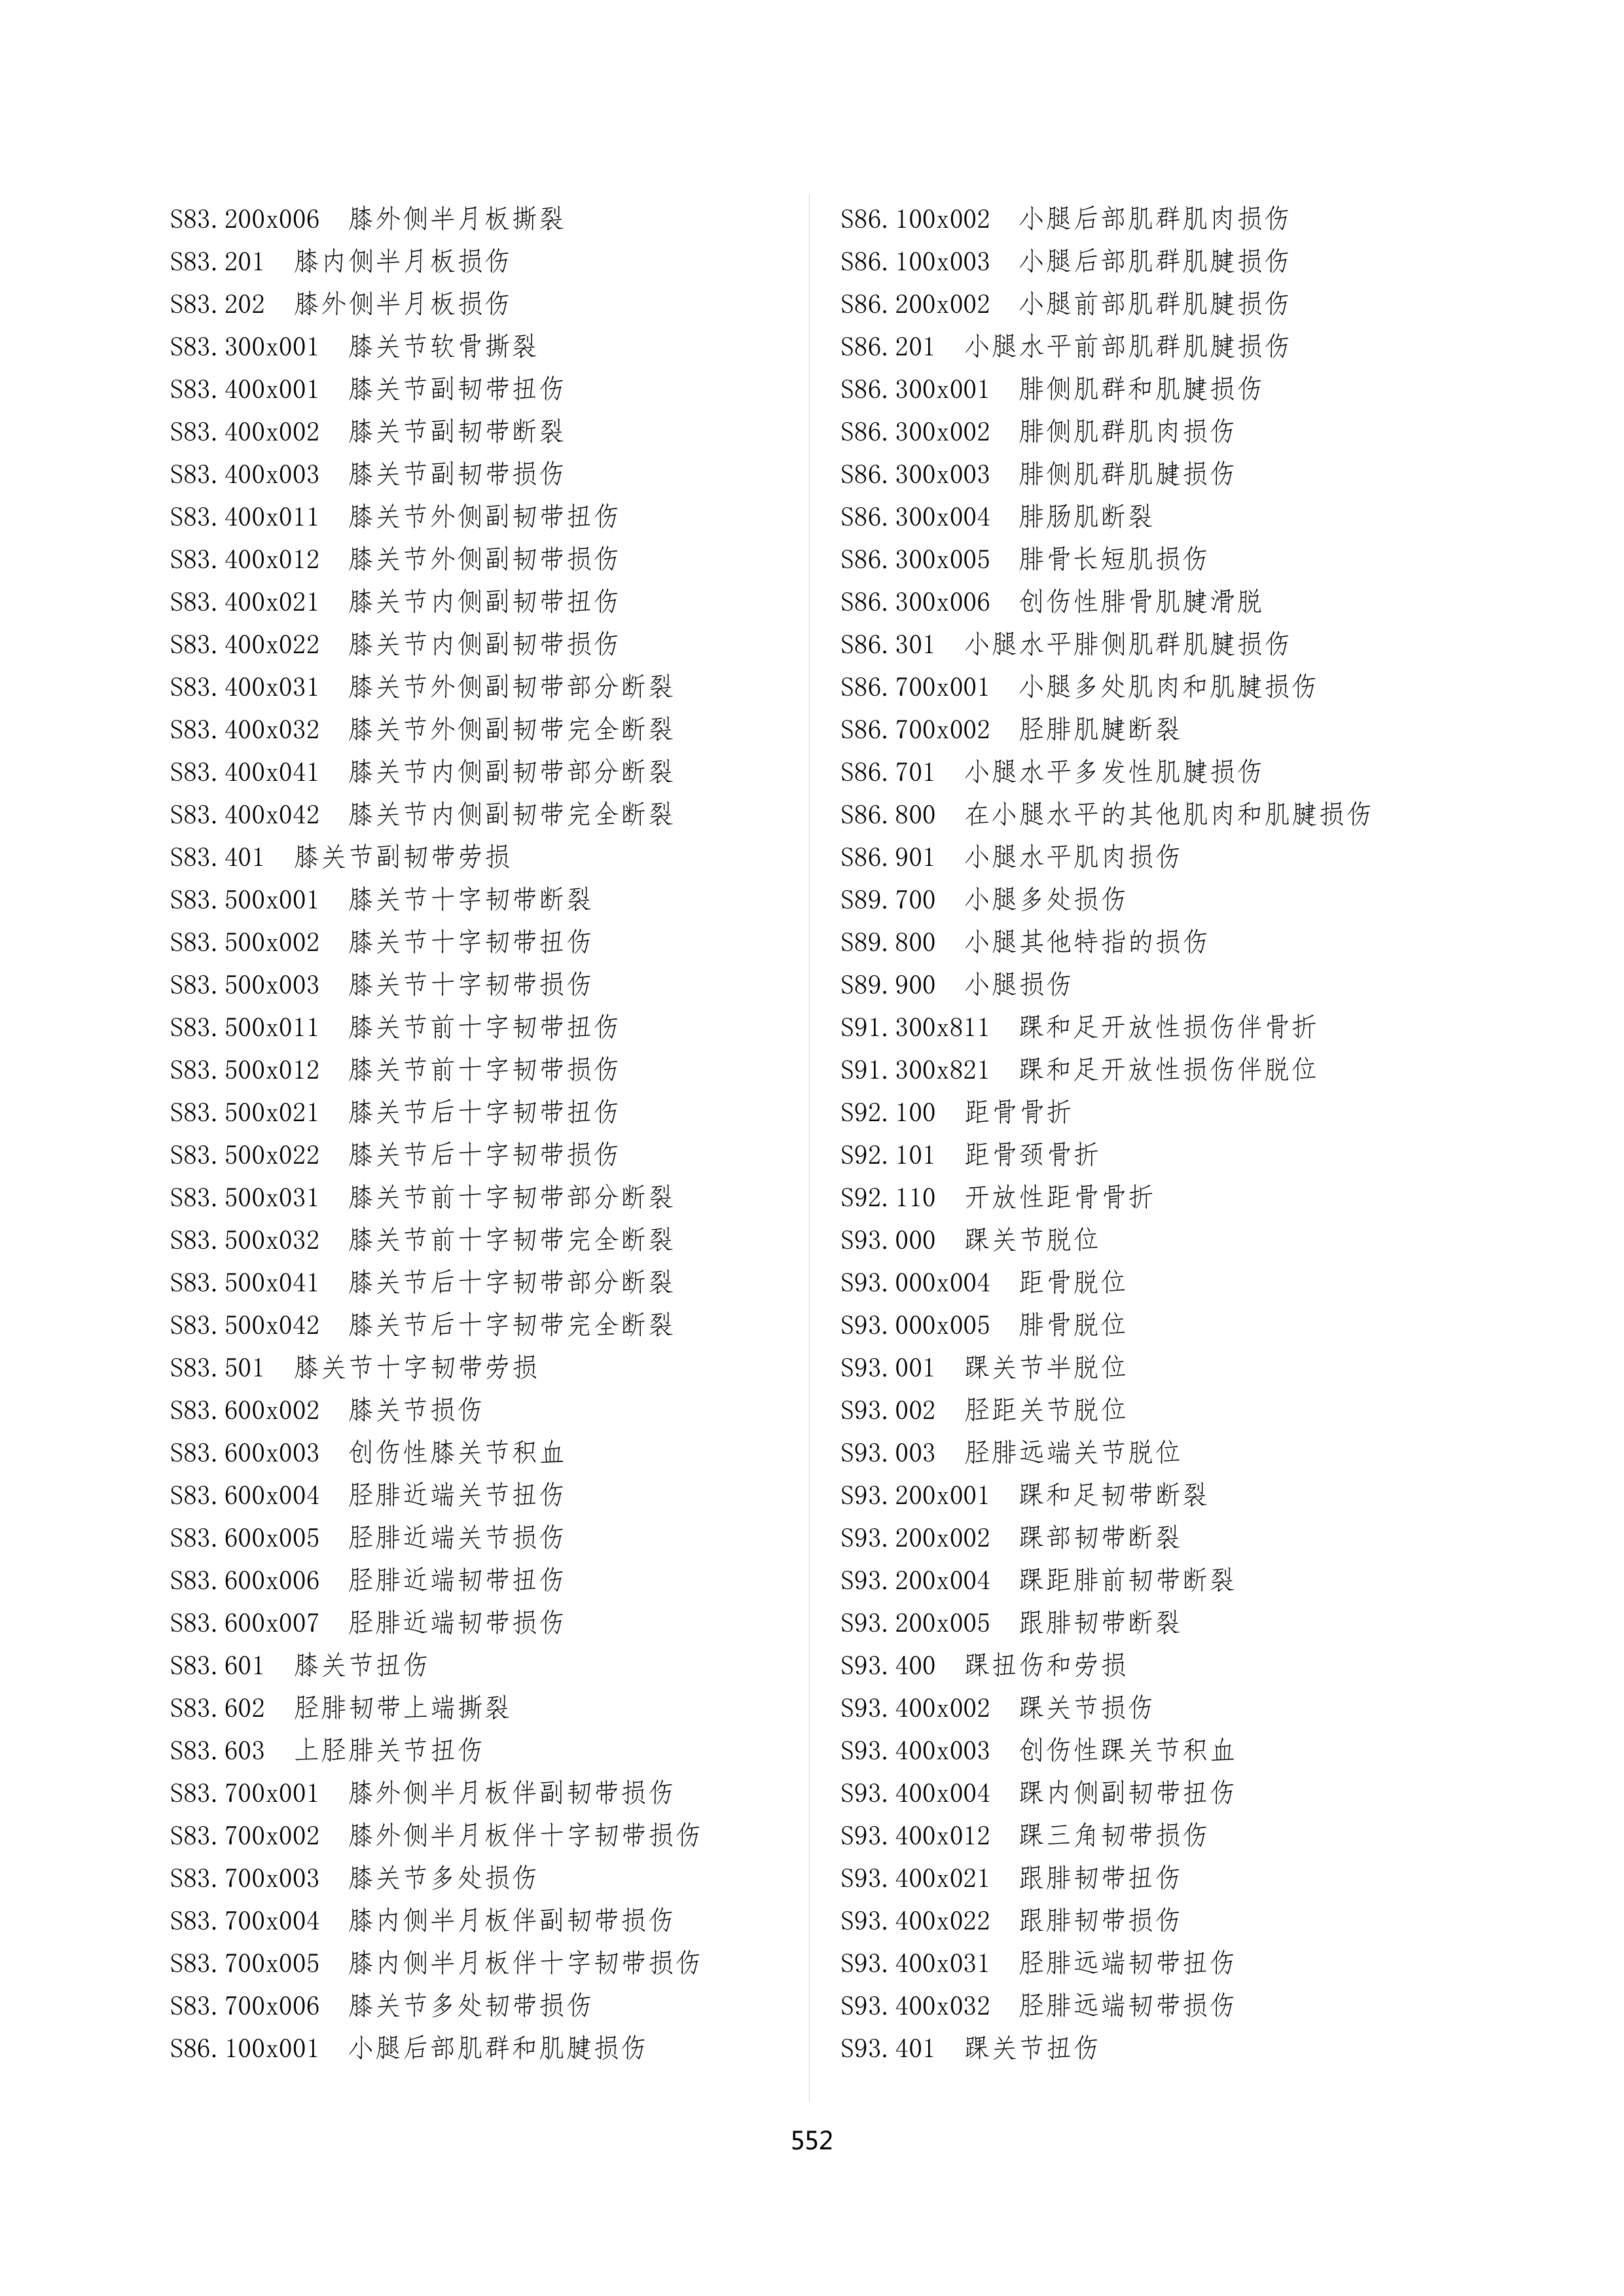 S83.200x006 膝外侧半月板撕裂
S83.201 膝内侧半月板损伤
S83.202 膝外侧半月板损伤
S83.300x001 膝关节软骨撕裂
S83.400x001 膝关节副韧带扭伤
S83.400x002 膝关节副韧带断裂
S83.400x003 膝关节副韧带损伤
S83.400x011 膝关节外侧副韧带扭伤
S83.400x012 膝关节外侧副韧带损伤
S83.400x021 膝关节内侧副韧带扭伤
S83.400x022 膝关节内侧副韧带损伤
S83.400x031 膝关节外侧副韧带部分断裂
S83.400x032 膝关节外侧副韧带完全断裂
S83.400x041 膝关节内侧副韧带部分断裂
S83.400x042 膝关节内侧副韧带完全断裂
S83.401 膝关节副韧带劳损
S83.500x001 膝关节十字韧带断裂
S83.500x002 膝关节十字韧带扭伤
S83.500x003 膝关节十字韧带损伤
S83.500x011 膝关节前十字韧带扭伤
S83.500x012 膝关节前十字韧带损伤
S83.500x021 膝关节后十字韧带扭伤
S83.500x022 膝关节后十字韧带损伤
S83.500x031 膝关节前十字韧带部分断裂
S83.500x032 膝关节前十字韧带完全断裂
S83.500x041 膝关节后十字韧带部分断裂
S83.500x042 膝关节后十字韧带完全断裂
S83.501 膝关节十字韧带劳损
S83.600x002 膝关节损伤
S83.600x003 创伤性膝关节积血
S83.600x004 胫腓近端关节扭伤
S83.600x005 胫腓近端关节损伤
S83.600x006 胫腓近端韧带扭伤
S83.600x007 胫腓近端韧带损伤
S83.601 膝关节扭伤
S83.602 胫腓韧带上端撕裂
S83.603 上胫腓关节扭伤
S83.700x001 膝外侧半月板伴副韧带损伤
S83.700x002 膝外侧半月板伴十字韧带损伤
S83.700x003 膝关节多处损伤
S83.700x004 膝内侧半月板伴副韧带损伤
S83.700x005 膝内侧半月板伴十字韧带损伤
S83.700x006 膝关节多处韧带损伤
S86.100x001 小腿后部肌群和肌腱损伤
S86.100x002 小腿后部肌群肌肉损伤
S86.100x003 小腿后部肌群肌腱损伤
S86.200x002 小腿前部肌群肌腱损伤
S86.201 小腿水平前部肌群肌腱损伤
S86.300x001 腓侧肌群和肌腱损伤
S86.300x002 腓侧肌群肌肉损伤
S86.300x003 腓侧肌群肌腱损伤
S86.300x004 腓肠肌断裂
S86.300x005 腓骨长短肌损伤
S86.300x006 创伤性腓骨肌腱滑脱
S86.301 小腿水平腓侧肌群肌腱损伤
S86.700x001 小腿多处肌肉和肌腱损伤
S86.700x002 胫腓肌腱断裂
S86.701 小腿水平多发性肌腱损伤
S86.800 在小腿水平的其他肌肉和肌腱损伤
S86.901 小腿水平肌肉损伤
S89.700 小腿多处损伤
S89.800 小腿其他特指的损伤
S89.900 小腿损伤
S91.300x811 踝和足开放性损伤伴骨折
S91.300x821 踝和足开放性损伤伴脱位
S92.100 距骨骨折
S92.101 距骨颈骨折
S92.110 开放性距骨骨折
S93.000 踝关节脱位
S93.000x004 距骨脱位
S93.000x005 腓骨脱位
S93.001 踝关节半脱位
S93.002 胫距关节脱位
S93.003 胫腓远端关节脱位
S93.200x001 踝和足韧带断裂
S93.200x002 踝部韧带断裂
S93.200x004 踝距腓前韧带断裂
S93.200x005 跟腓韧带断裂
S93.400 踝扭伤和劳损
S93.400x002 踝关节损伤
S93.400x003 创伤性踝关节积血
S93.400x004 踝内侧副韧带扭伤
S93.400x012 踝三角韧带损伤
S93.400x021 跟腓韧带扭伤
S93.400x022 跟腓韧带损伤
S93.400x031 胫腓远端韧带扭伤
S93.400x032 胫腓远端韧带损伤
S93.401 踝关节扭伤
552